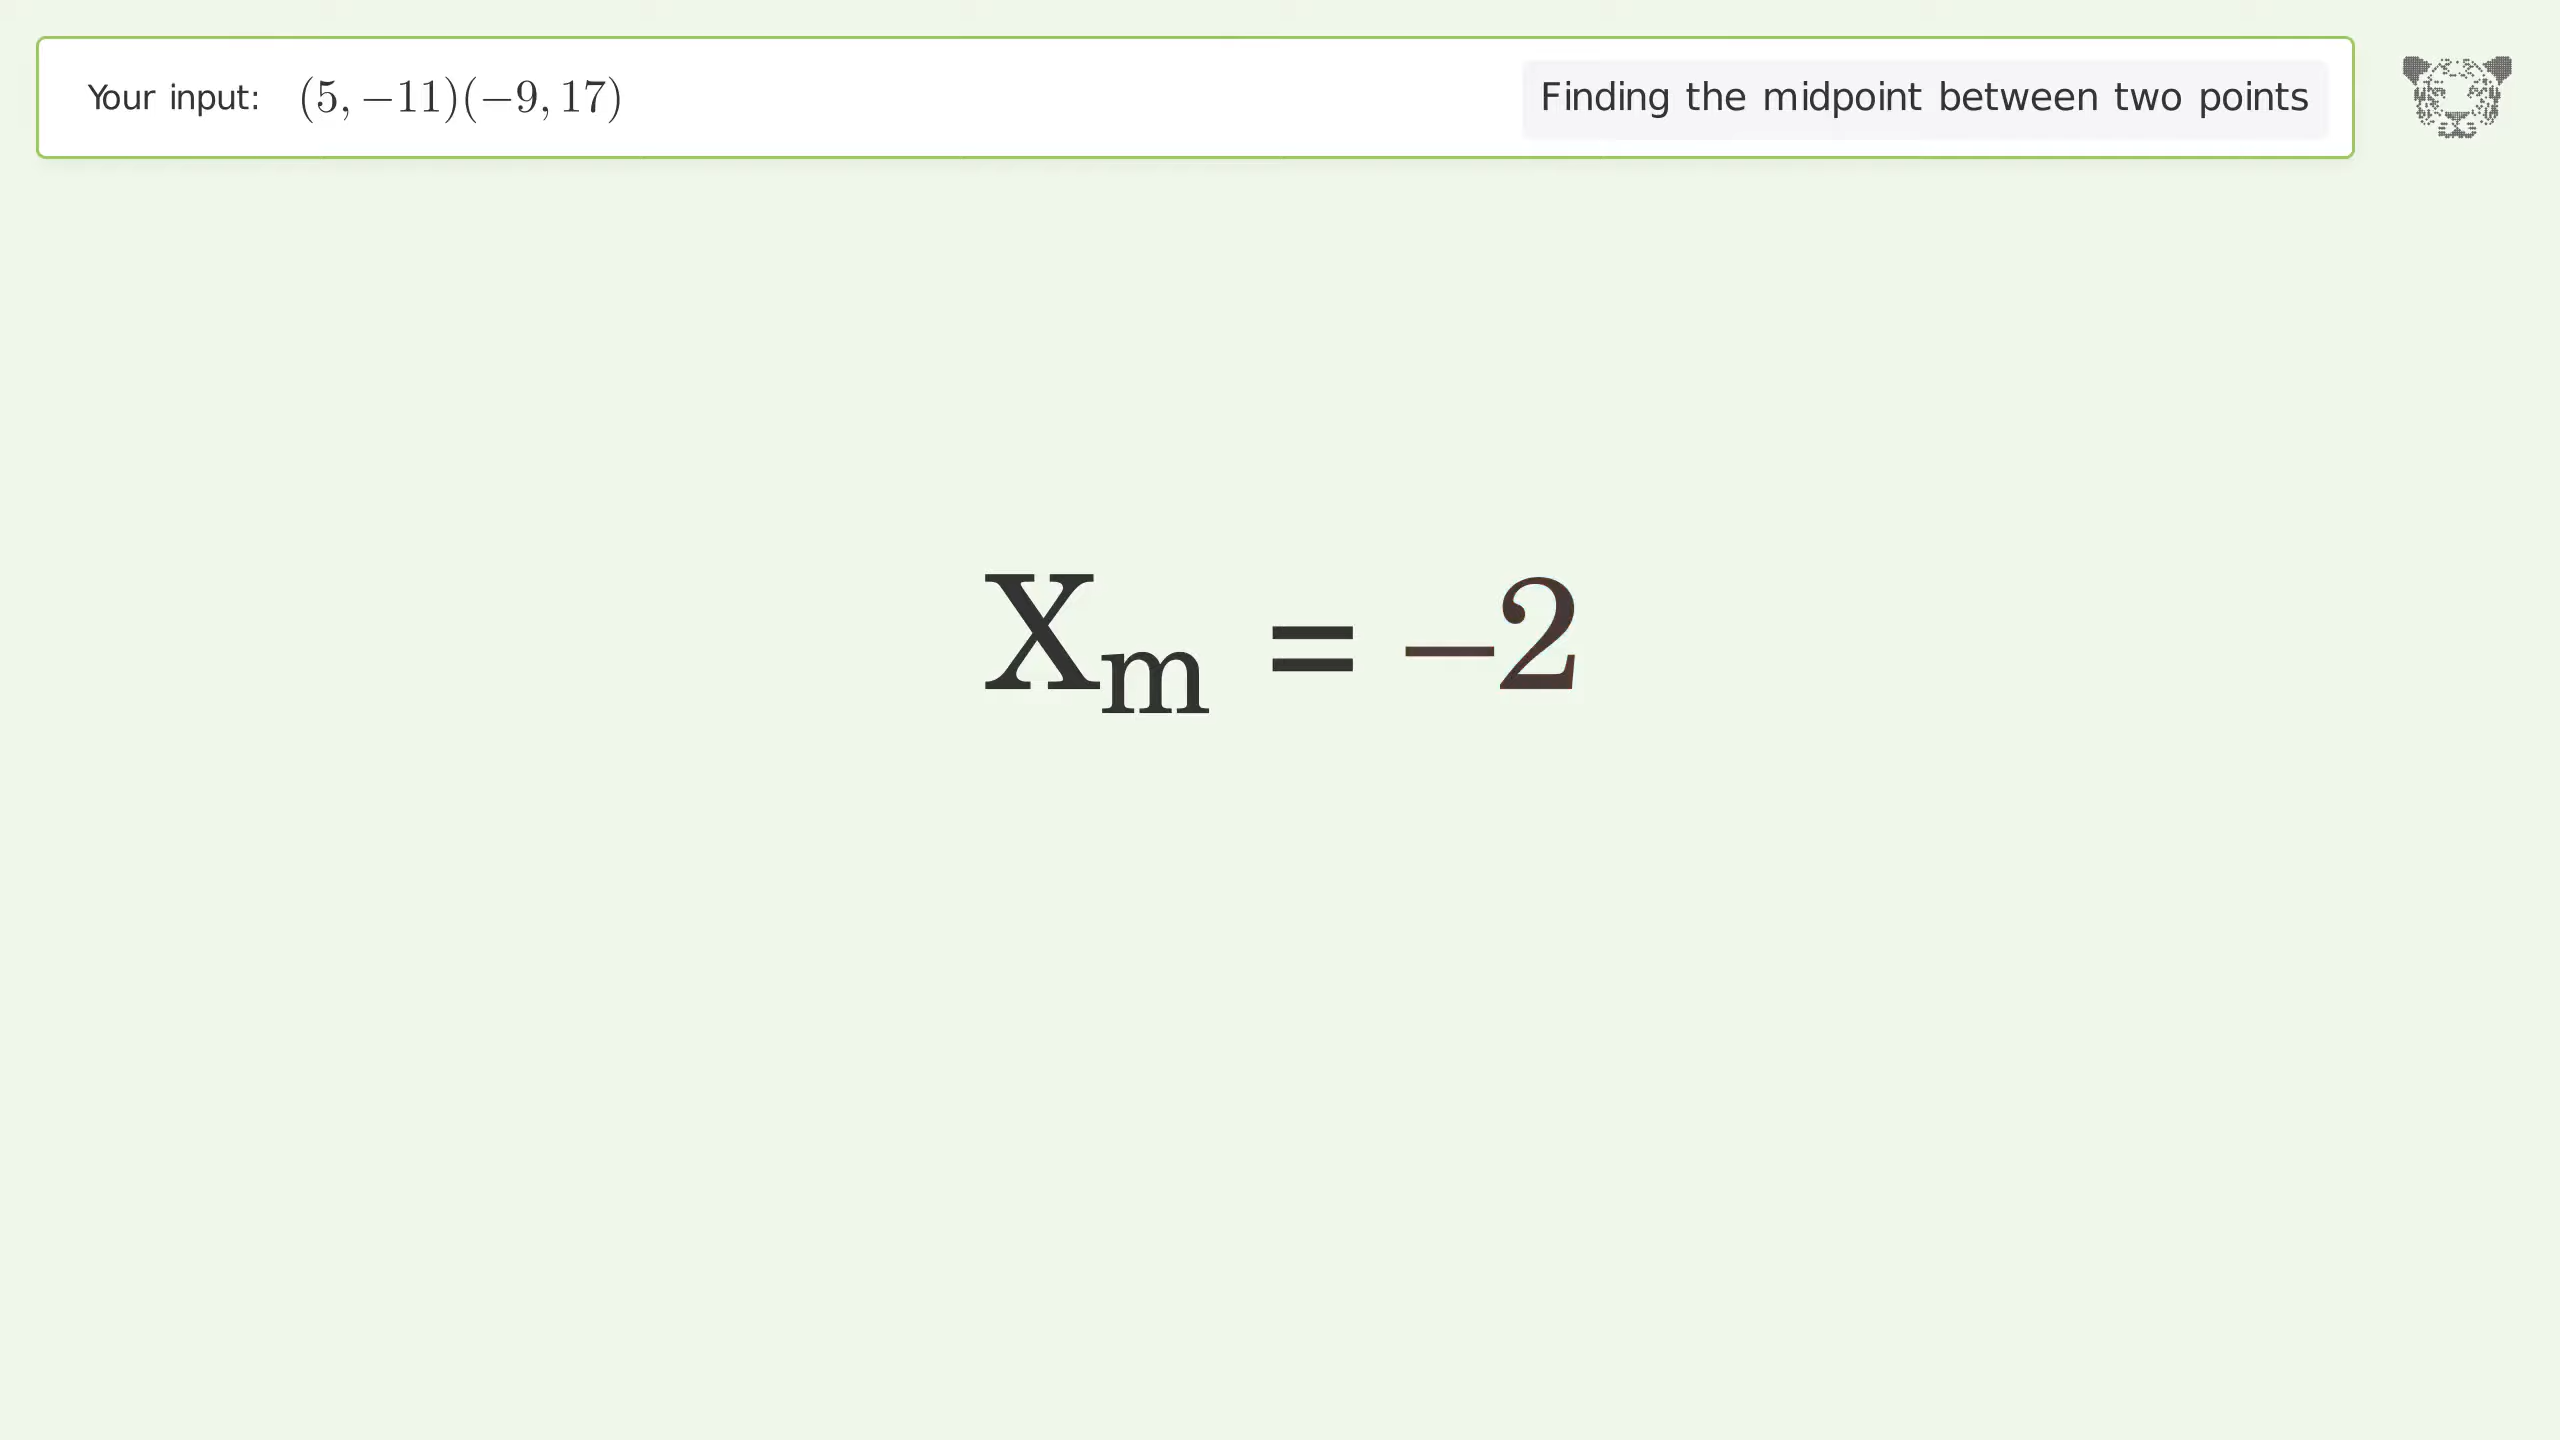 Your input: (5, −11)(−9, 17)
Finding the midpoint between two points
Xₘ = −2